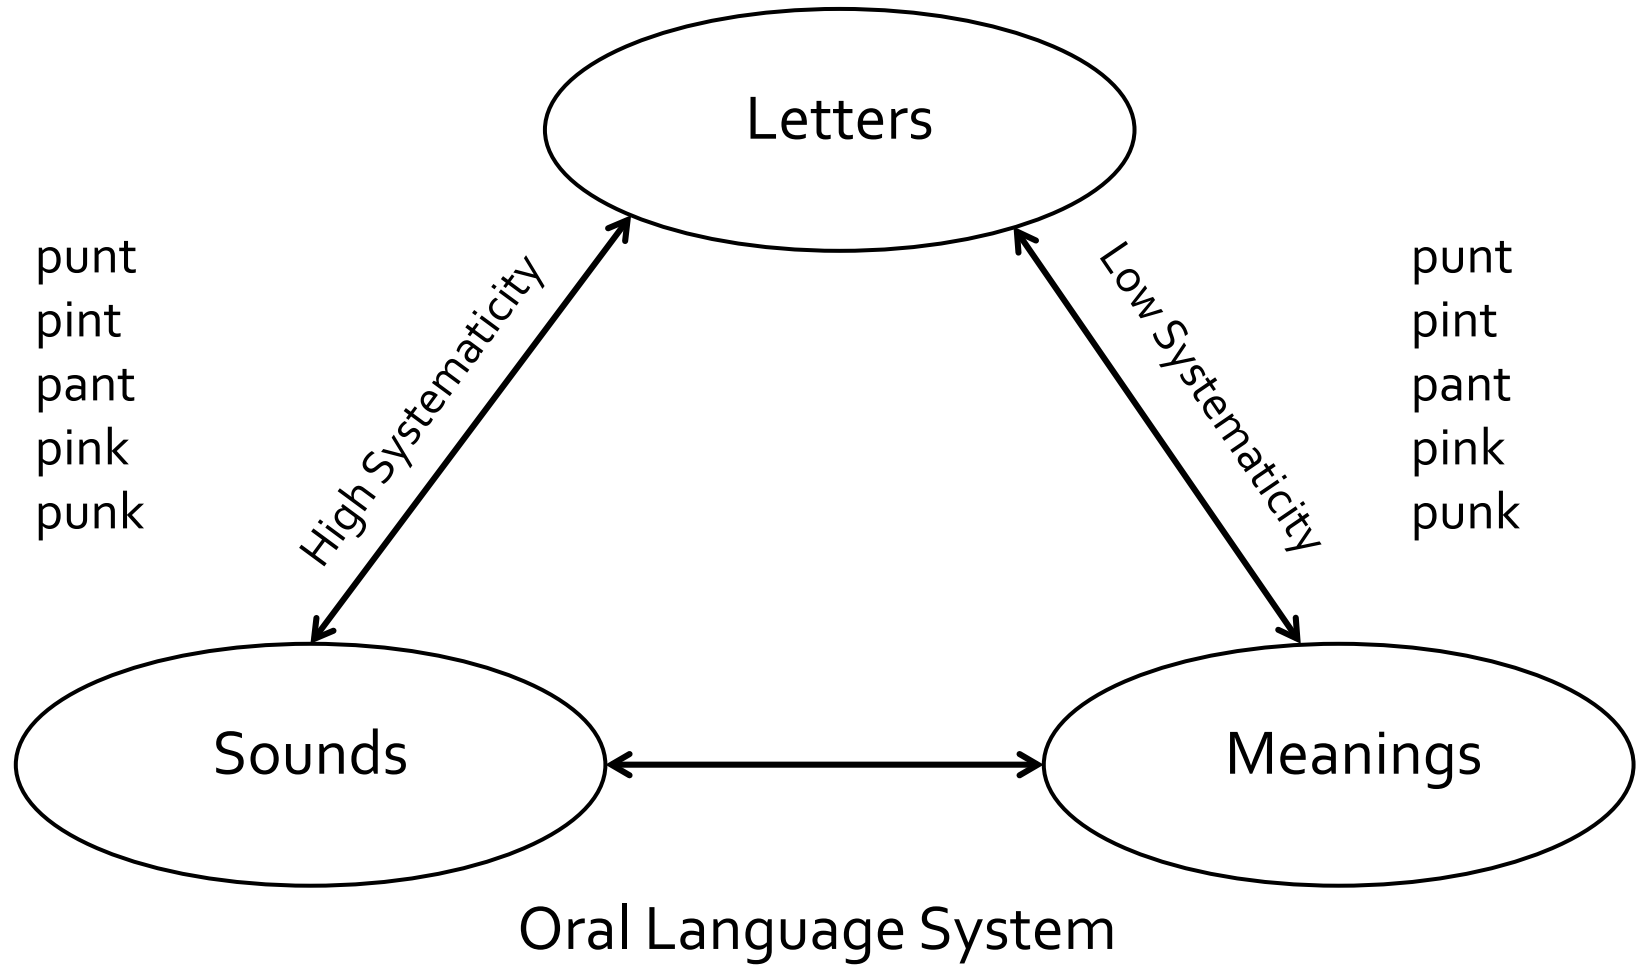 Letters
High Systematicity
Low Systematicity
punt
pint
pant
pink
punk
punt
pint
pant
pink
punk
Sounds
Meanings
Oral Language System